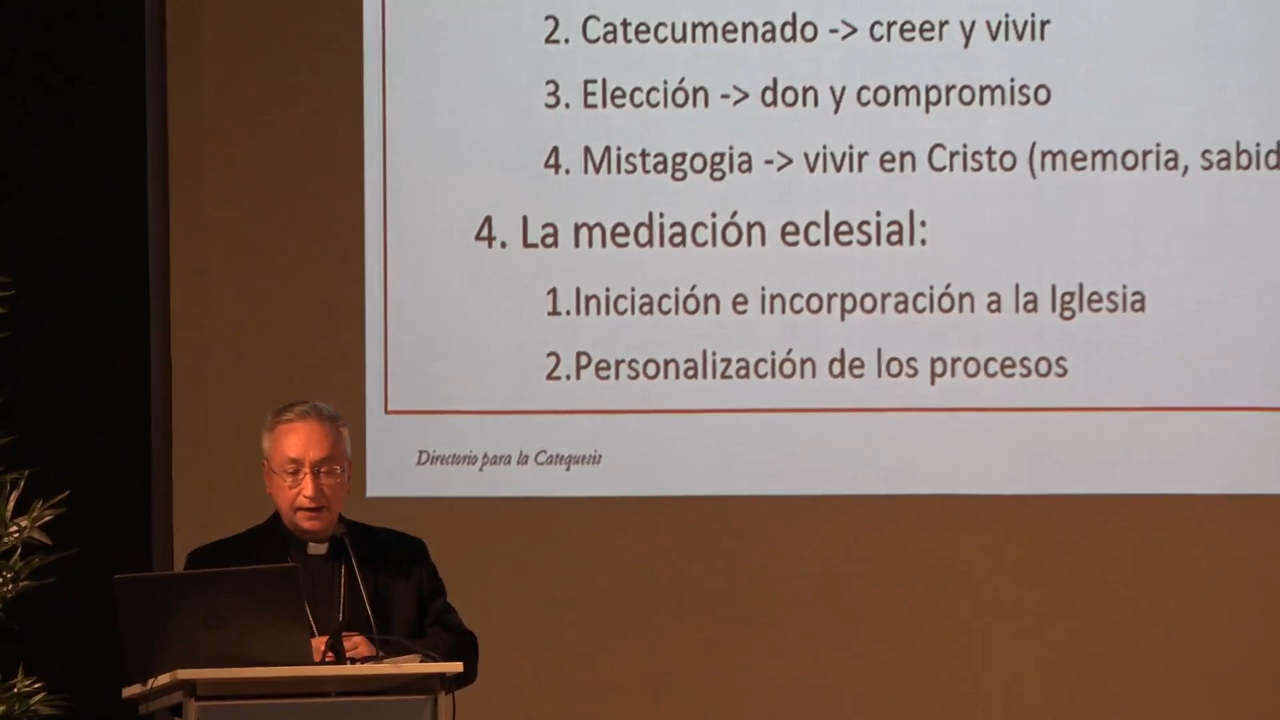 2. Catecumenado -> creer y vivir
3. Elección -> don y compromiso
4. Mistagogia -> vivir en Cristo (memoria, sabid
4. La mediación eclesial:
1.Iniciación e incorporación a la Iglesia
2.Personalización de los procesos
Directorio para la Catequesis